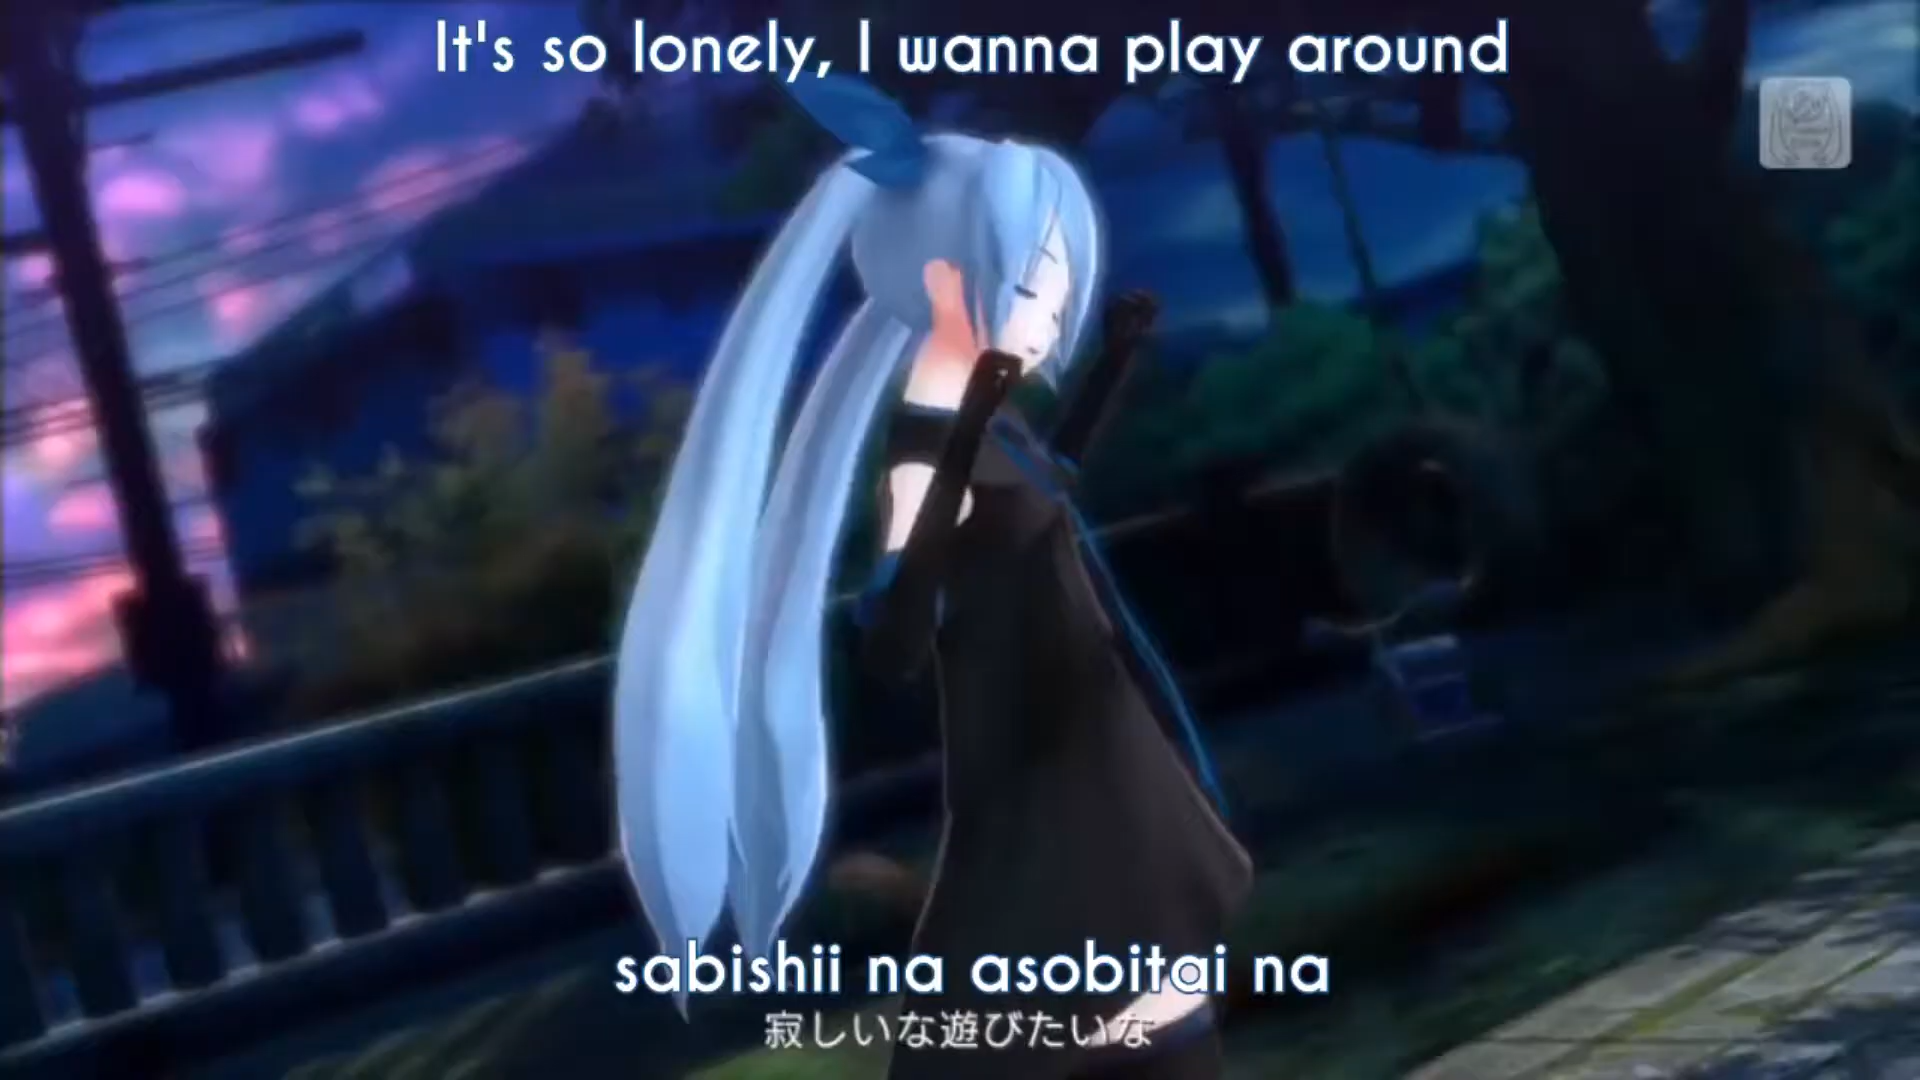 It's so lonely, I wanna play around
sabishii na asobitai na
寂しいな遊びたいな